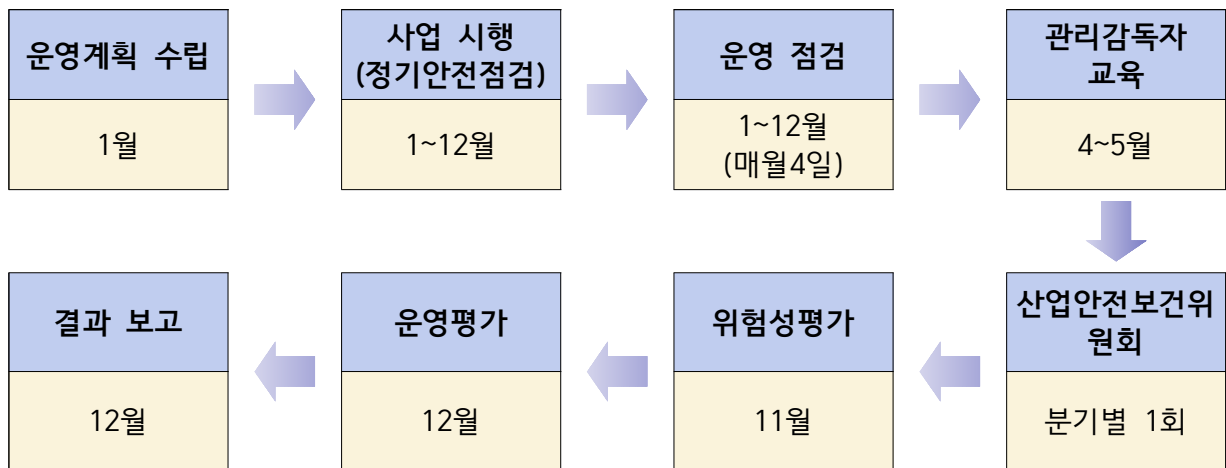 운영계획 수립
1월
사업 시행
(정기안전점검)
1~12월
운영 점검
1~12월
(매월4일)
관리감독자
교육
4~5월
산업안전보건위
원회
분기별 1회
위험성평가
11월
운영평가
12월
결과 보고
12월